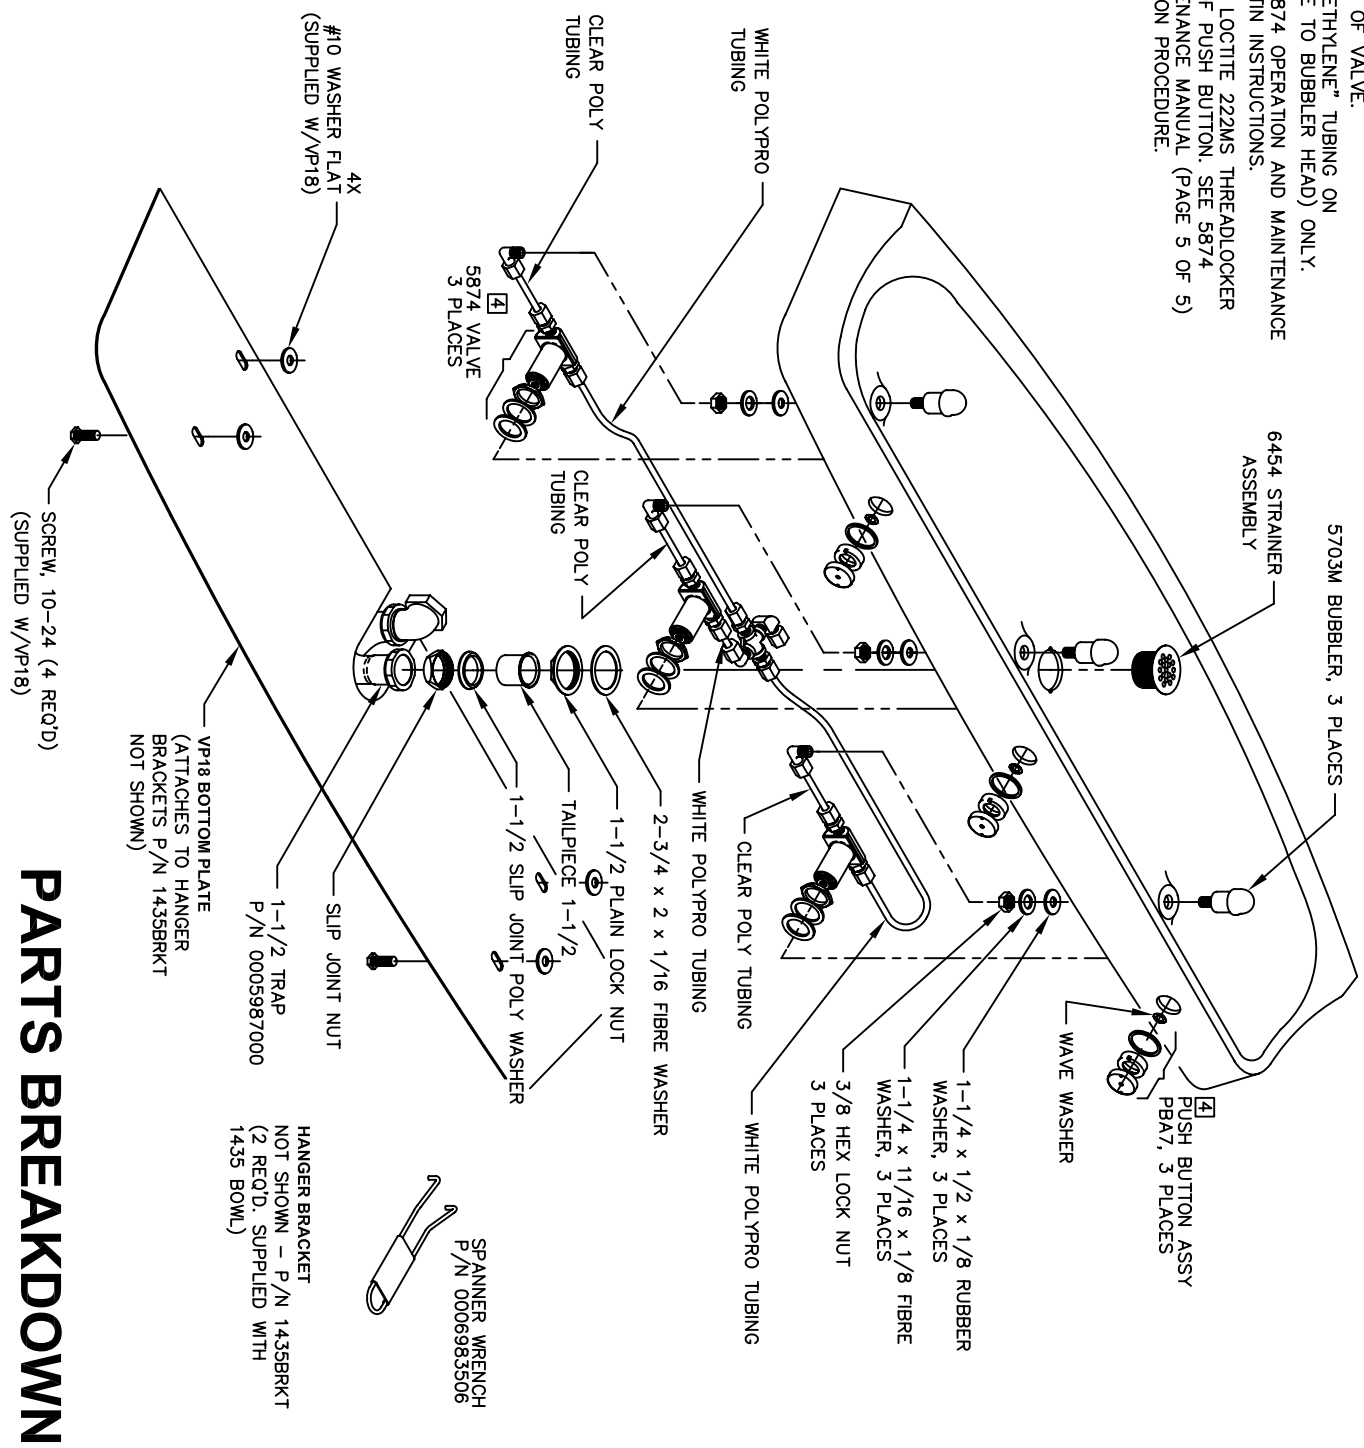 OF VALVE.
ETHYLENE" TUBING ON
E TO BUBBLER HEAD) ONLY.
874 OPERATION AND MAINTENANCE
TIN INSTRUCTIONS.
LOCTITE 222MS THREADLOCKER
F PUSH BUTTON. SEE 5874
ENANCE MANUAL (PAGE 5 OF 5)
ON PROCEDURE.
5703M BUBBLER, 3 PLACES
6454 STRAINER
ASSEMBLY
WHITE POLYPRO
TUBING
CLEAR POLY
TUBING
4X
#10 WASHER FLAT
(SUPPLIED W/VP18)
4
5874 VALVE
3 PLACES
CLEAR POLY
TUBING
4
PUSH BUTTON ASSY
PBA7, 3 PLACES
WAVE WASHER
1-1/4 x 1/2 x 1/8 RUBBER
WASHER, 3 PLACES
1-1/4 x 11/16 x 1/8 FIBRE
WASHER, 3 PLACES
3/8 HEX LOCK NUT
3 PLACES
WHITE POLYPRO TUBING
CLEAR POLY TUBING
WHITE POLYPRO TUBING
2-3/4 x 2 x 1/16 FIBRE WASHER
1-1/2 PLAIN LOCK NUT
TAILPIECE 1-1/2
1-1/2 SLIP JOINT POLY WASHER
SLIP JOINT NUT
1-1/2 TRAP
P/N 0005987000
VP18 BOTTOM PLATE
(ATTACHES TO HANGER
BRACKETS P/N 1435BRKT
NOT SHOWN)
SCREW, 10-24 (4 REQ'D)
(SUPPLIED W/VP18)
SPANNER WRENCH
P/N 0006983506
HANGER BRACKET
NOT SHOWN - P/N 1435BRKT
(2 REQ'D. SUPPLIED WITH
1435 BOWL)
PARTS BREAKDOWN